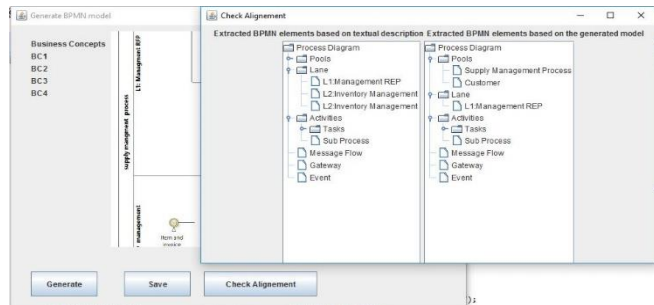 Generate BPMN model
Business Concepts
BC1
BC2
BC3
BC4
supply mangment process
L1: Managment RFP
management
Item and
invoice
Generate
Save
Check Alignement
Check Alignement
Extracted BPMN elements based on textual description
Process Diagram
Pools
Lane
L1:Management REP
L2:Inventory Management
L2:Inventory Management
Activities
Tasks
Sub Process
Message Flow
Gateway
Event
Extracted BPMN elements based on the generated model
Process Diagram
Pools
Supply Management Process
Customer
Lane
L1:Management REP
Activities
Tasks
Sub Process
Message Flow
Gateway
Event
);